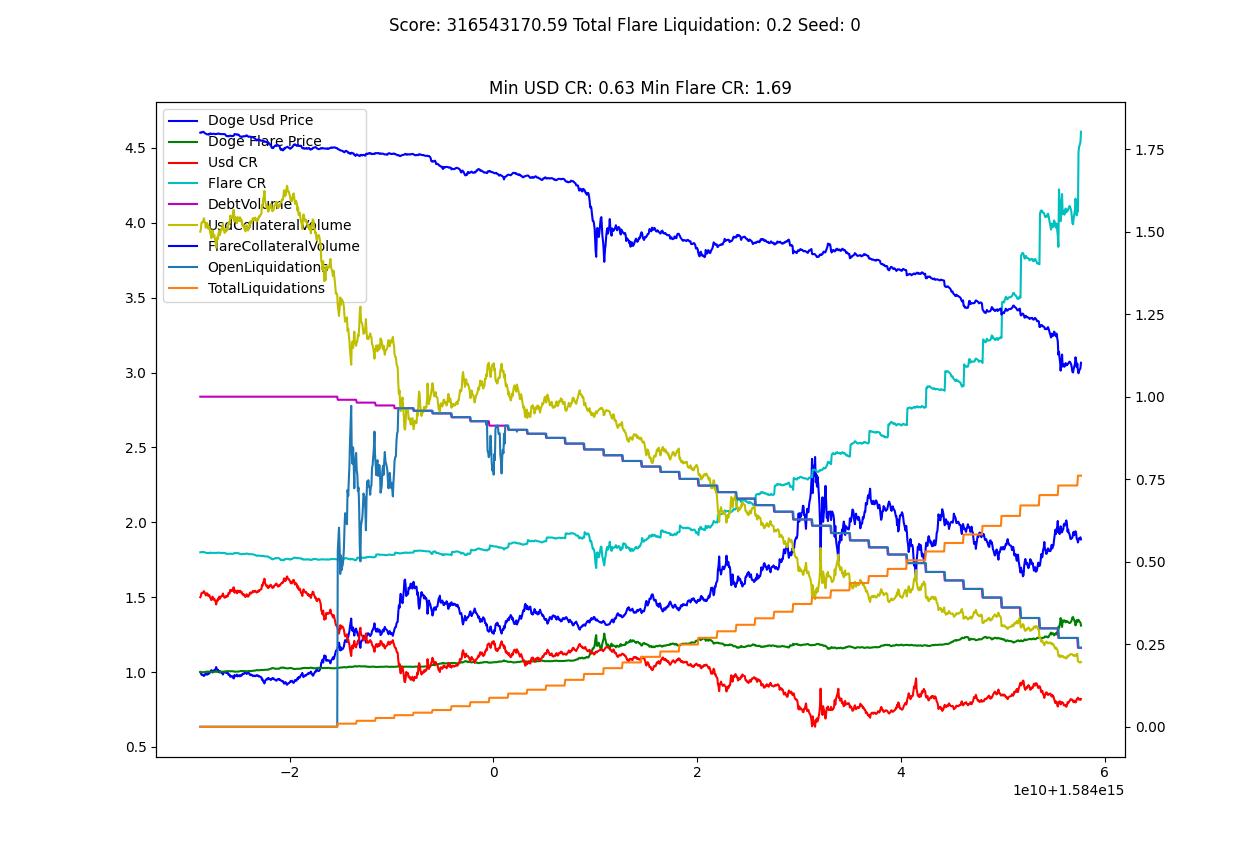 Score: 316543170.59 Total Flare Liquidation: 0.2 Seed: 0
Min USD CR: 0.63 Min Flare CR: 1.69
Doge Usd Price
Doge Flare Price
Usd CR
Flare CR
DebtVolume
UsdCollateralVolume
FlareCollateralVolume
OpenLiquidations
TotalLiquidations
4.5
4.0
3.5
3.0
2.5
2.0
1.5
1.0
0.5
1.75
1.50
1.25
1.00
0.75
0.50
0.25
0.00
−2 0 2 4 6
1e10+1.584e15